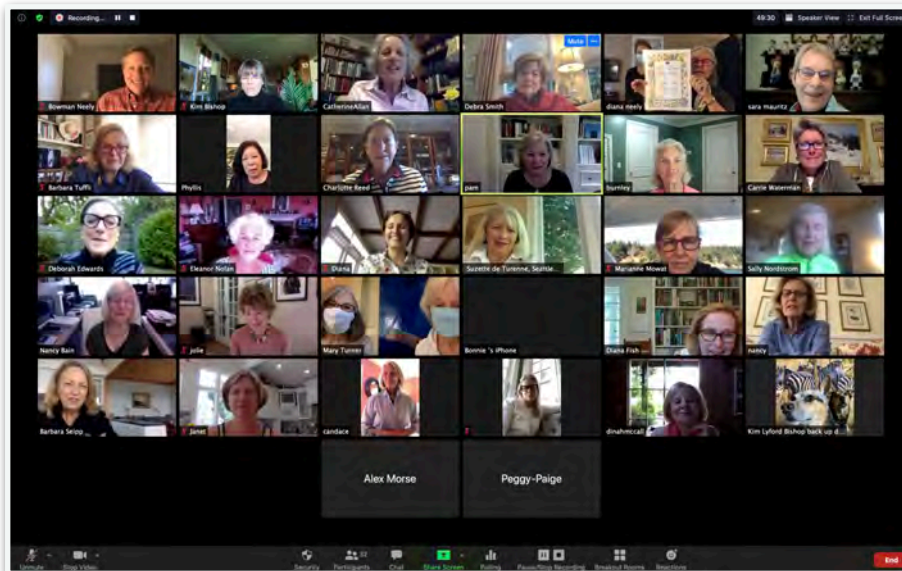 Recording...
49:30 Speaker View Exit Full Screen
Mute
Bowman Neely
Kim Bishop
CatherineAllan
Debra Smith
diana neely
sara mauritz
Barbara Tuffli
Phyllis
Charlotte Reed
pam
burnley
Carrie Waterman
Deborah Edwards
Eleanor Nolan
Diana
Suzette de Turenne, Seattle...
Marianne Mowat
Sally Nordstrom
Nancy Bain
jolie
Mary Turner
Bonnie 's iPhone
Diana Fish
nancy
Barbara Seipp
Janet
candace
dinahmccall
Kim Lyford Bishop back up d...
Alex Morse
Peggy-Paige
Unmute
Stop Video
Security
Participants
Chat
Share Screen
Polling
Pause/Stop Recording
Breakout Rooms
Reactions
End